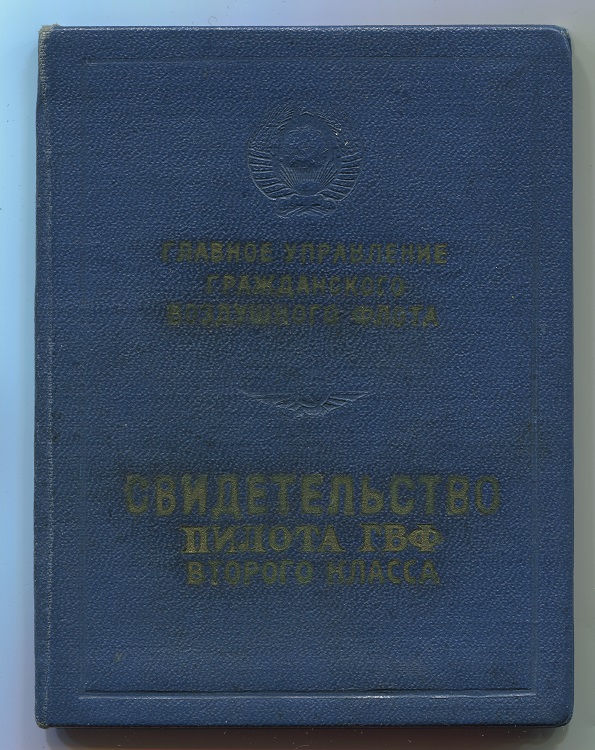 ГЛАВНОЕ УПРАВЛЕНИЕ
ГРАЖДАНСКОГО
ВОЗДУШНОГО ФЛОТА
СВИДЕТЕЛЬСТВО
ПИЛОТА ГВФ
ВТОРОГО КЛАССА